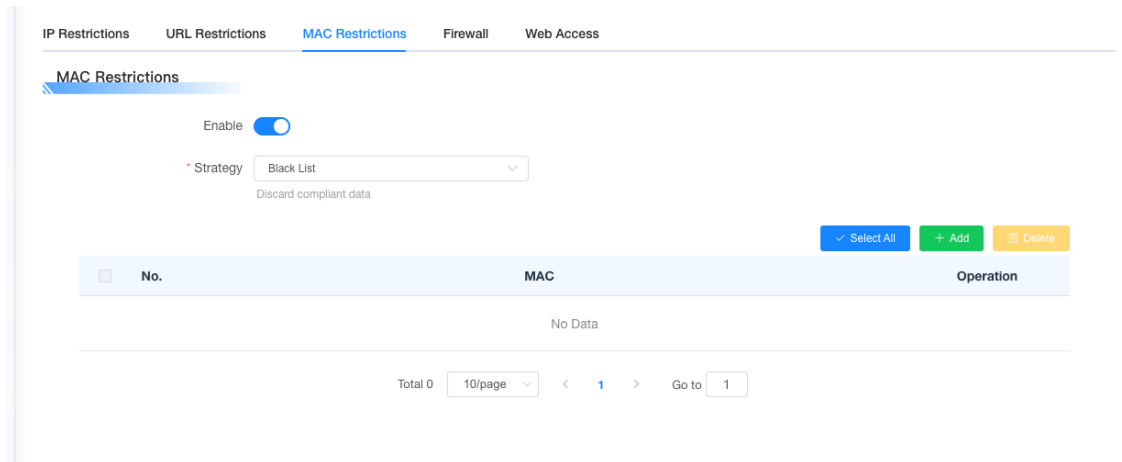 IP Restrictions URL Restrictions MAC Restrictions Firewall Web Access
MAC Restrictions
Enable
* Strategy Black List
Discard compliant data
Select All + Add Delete
No. MAC Operation
No Data
Total 0 10/page < 1 > Go to 1